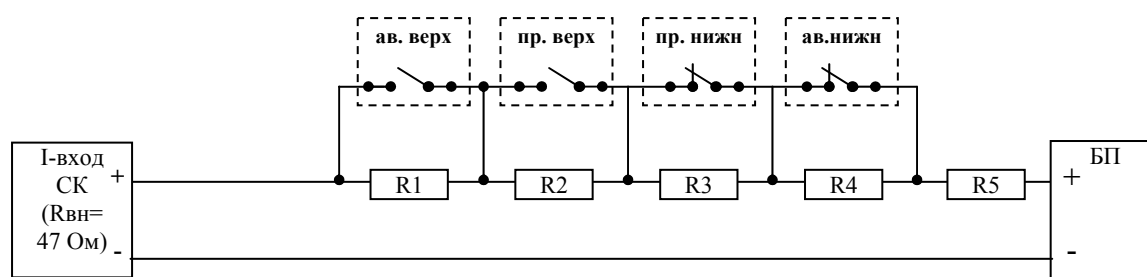 ав. верх
пр. верх
пр. нижн
ав.нижн
I-вход
СК
(Rвн=
47 Ом)
+
-
R1
R2
R3
R4
R5
БП
+
-